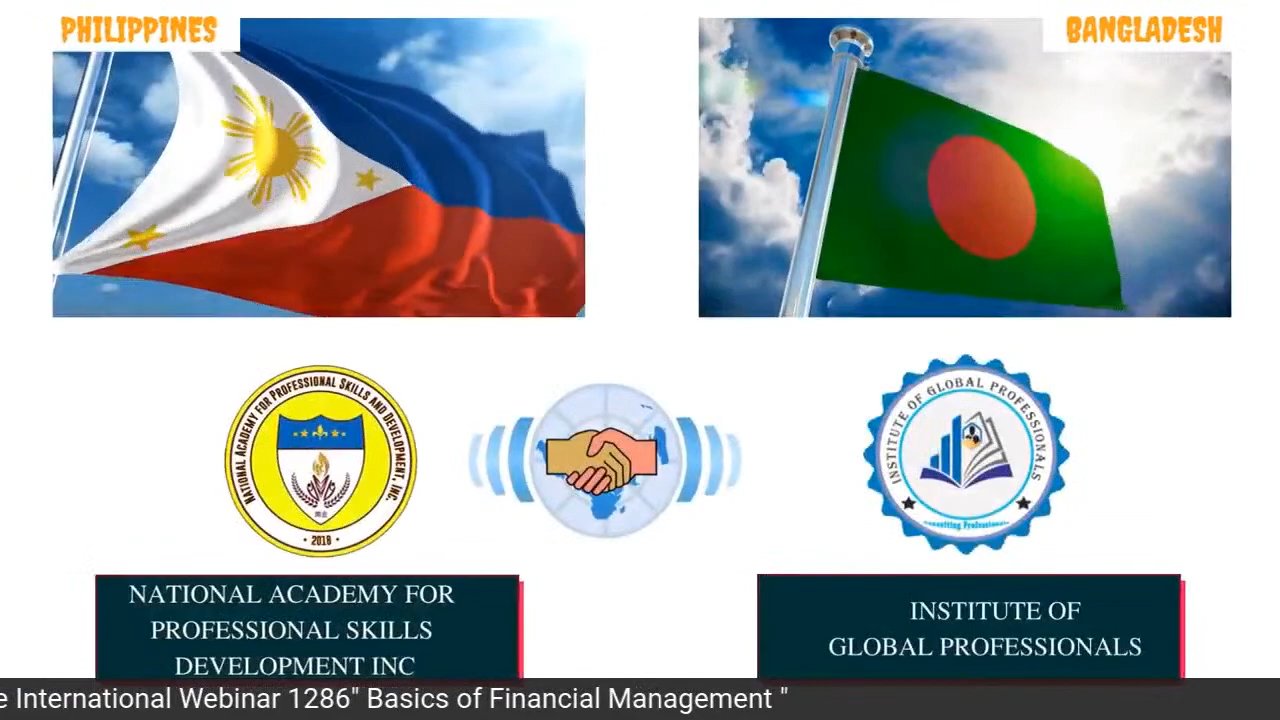 PHILIPPINES
BANGLADESH
NATIONAL ACADEMY FOR PROFESSIONAL SKILLS AND DEVELOPMENT, INC.
· 2018 ·
INSTITUTE OF GLOBAL PROFESSIONALS
NATIONAL ACADEMY FOR
PROFESSIONAL SKILLS
DEVELOPMENT INC
INSTITUTE OF
GLOBAL PROFESSIONALS
e International Webinar 1286" Basics of Financial Management "